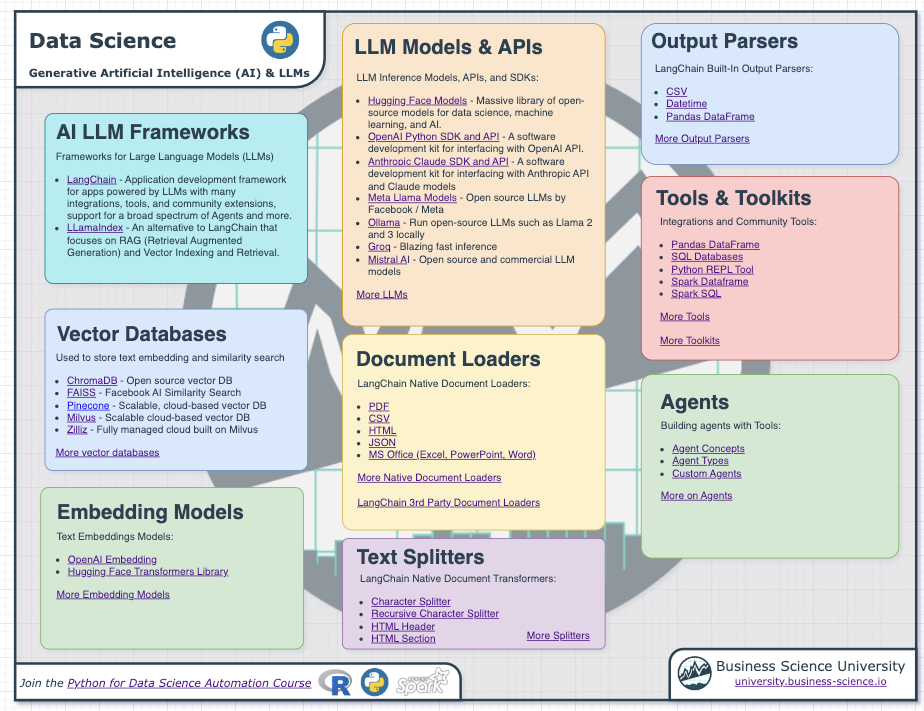 Data Science
Generative Artificial Intelligence (AI) & LLMs
AI LLM Frameworks
Frameworks for Large Language Models (LLMs)
• LangChain - Application development framework
for apps powered by LLMs with many
integrations, tools, and community extensions,
support for a broad spectrum of Agents and more.
• LLamaIndex - An alternative to LangChain that
focuses on RAG (Retrieval Augmented
Generation) and Vector Indexing and Retrieval.
Vector Databases
Used to store text embedding and similarity search
• ChromaDB - Open source vector DB
• FAISS - Facebook AI Similarity Search
• Pinecone - Scalable, cloud-based vector DB
• Milvus - Scalable cloud-based vector DB
• Zilliz - Fully managed cloud built on Milvus
More vector databases
Embedding Models
Text Embeddings Models:
• OpenAI Embedding
• Hugging Face Transformers Library
More Embedding Models
LLM Models & APIs
LLM Inference Models, APIs, and SDKs:
• Hugging Face Models - Massive library of open-
source models for data science, machine
learning, and AI.
• OpenAI Python SDK and API - A software
development kit for interfacing with OpenAI API.
• Anthropic Claude SDK and API - A software
development kit for interfacing with Anthropic API
and Claude models
• Meta Llama Models - Open source LLMs by
Facebook / Meta
• Ollama - Run open-source LLMs such as Llama 2
and 3 locally
• Groq - Blazing fast inference
• Mistral AI - Open source and commercial LLM
models
More LLMs
Document Loaders
LangChain Native Document Loaders:
• PDF
• CSV
• HTML
• JSON
• MS Office (Excel, PowerPoint, Word)
More Native Document Loaders
LangChain 3rd Party Document Loaders
Text Splitters
LangChain Native Document Transformers:
• Character Splitter
• Recursive Character Splitter
• HTML Header
• HTML Section
More Splitters
Output Parsers
LangChain Built-In Output Parsers:
• CSV
• Datetime
• Pandas DataFrame
More Output Parsers
Tools & Toolkits
Integrations and Community Tools:
• Pandas DataFrame
• SQL Databases
• Python REPL Tool
• Spark Dataframe
• Spark SQL
More Tools
More Toolkits
Agents
Building agents with Tools:
• Agent Concepts
• Agent Types
• Custom Agents
More on Agents
Join the Python for Data Science Automation Course
R
APACHE
Spark
Business Science University
university.business-science.io